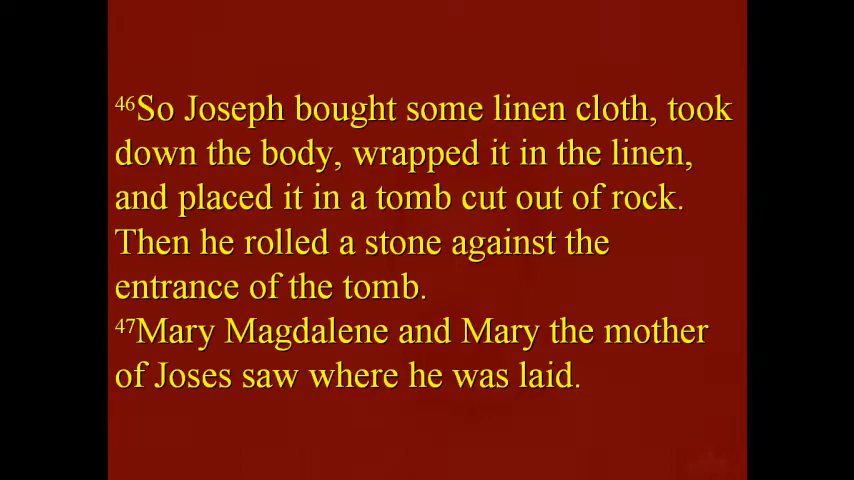 46So Joseph bought some linen cloth, took
down the body, wrapped it in the linen,
and placed it in a tomb cut out of rock.
Then he rolled a stone against the
entrance of the tomb.
47Mary Magdalene and Mary the mother
of Joses saw where he was laid.